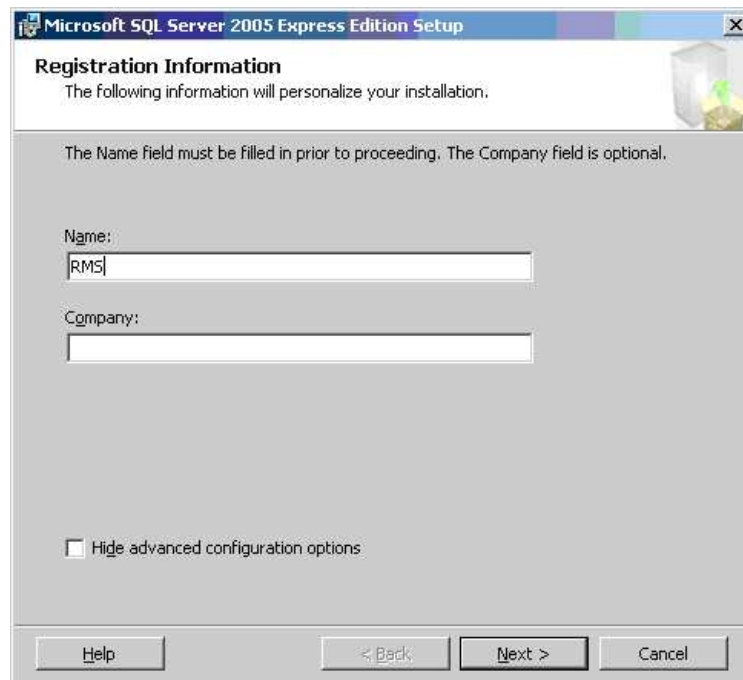 Microsoft SQL Server 2005 Express Edition Setup
Registration Information
The following information will personalize your installation.
The Name field must be filled in prior to proceeding. The Company field is optional.
Name:
RMS
Company:
Hide advanced configuration options
Help
< Back
Next >
Cancel